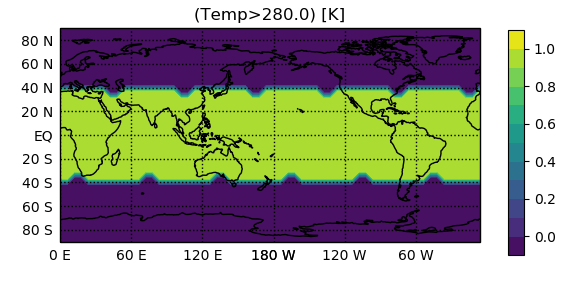 (Temp>280.0) [K]
80 N
60 N
40 N
20 N
EQ
20 S
40 S
60 S
80 S
0 E 60 E 120 E 180 W 120 W 60 W
1.0
0.8
0.6
0.4
0.2
0.0